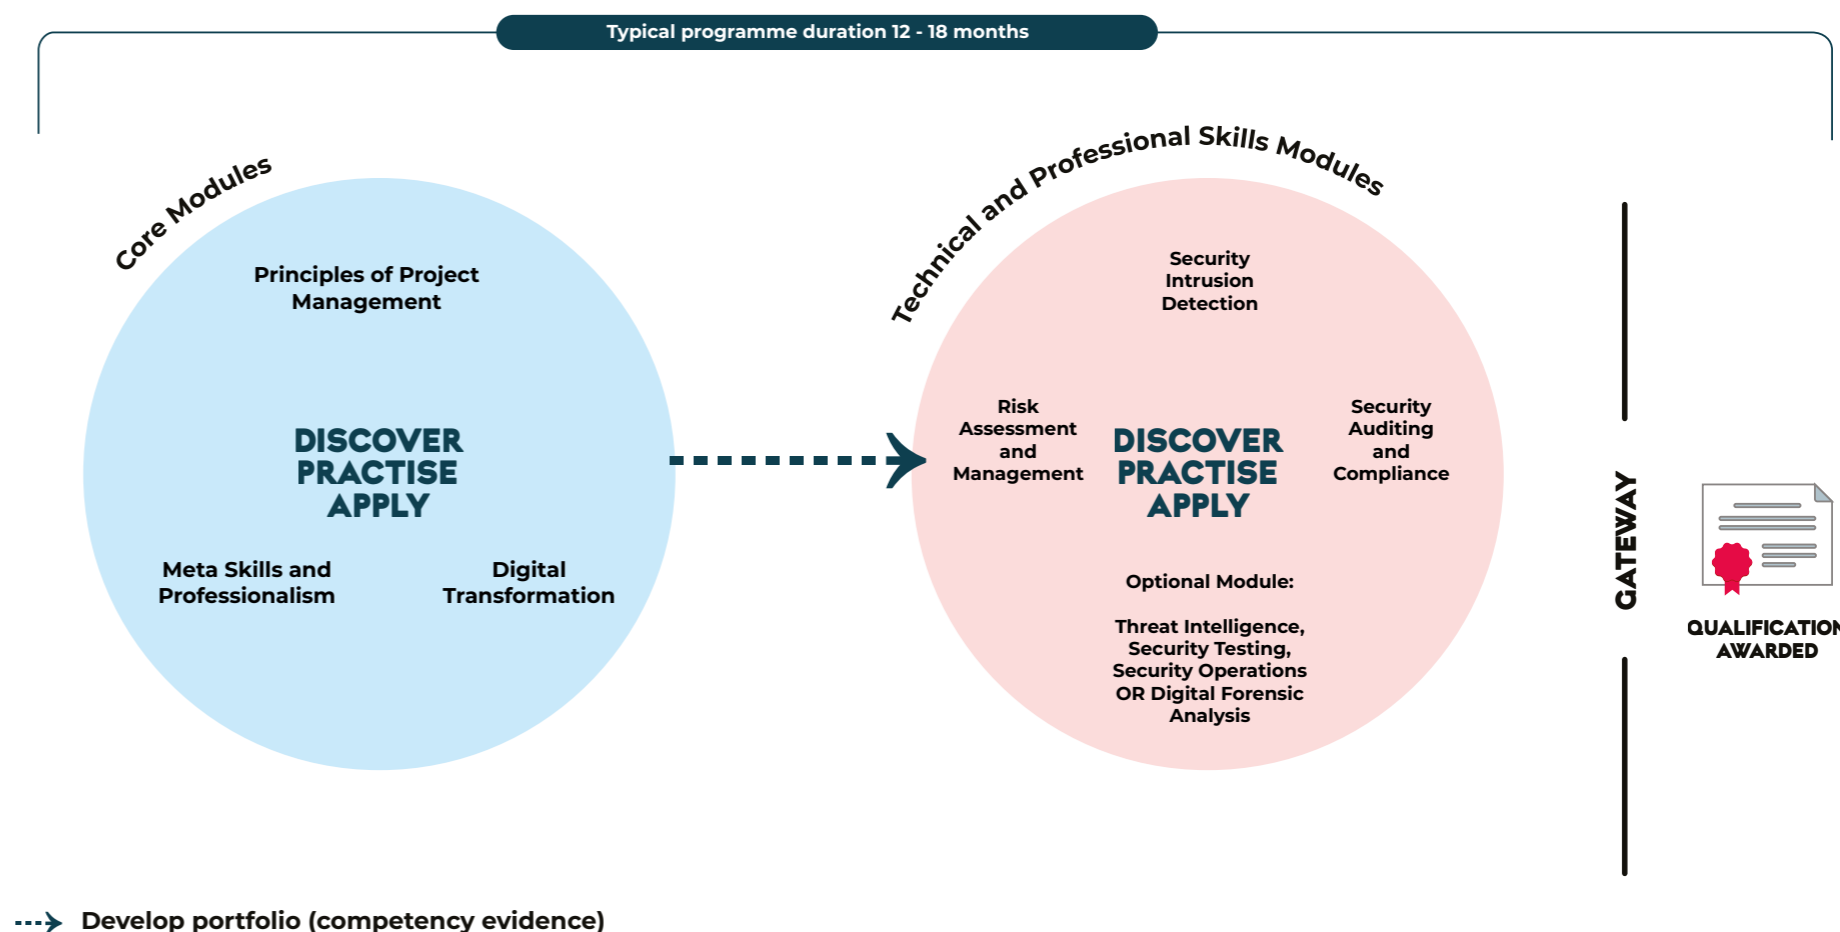 Typical programme duration 12 - 18 months
Core Modules
Principles of Project
Management
DISCOVER
PRACTISE
APPLY
Meta Skills and
Professionalism
Digital
Transformation
Technical and Professional Skills Modules
Security
Intrusion
Detection
Risk
Assessment
and
Management
DISCOVER
PRACTISE
APPLY
Security
Auditing
and
Compliance
Optional Module:
Threat Intelligence,
Security Testing,
Security Operations
OR Digital Forensic
Analysis
GATEWAY
QUALIFICATION
AWARDED
Develop portfolio (competency evidence)